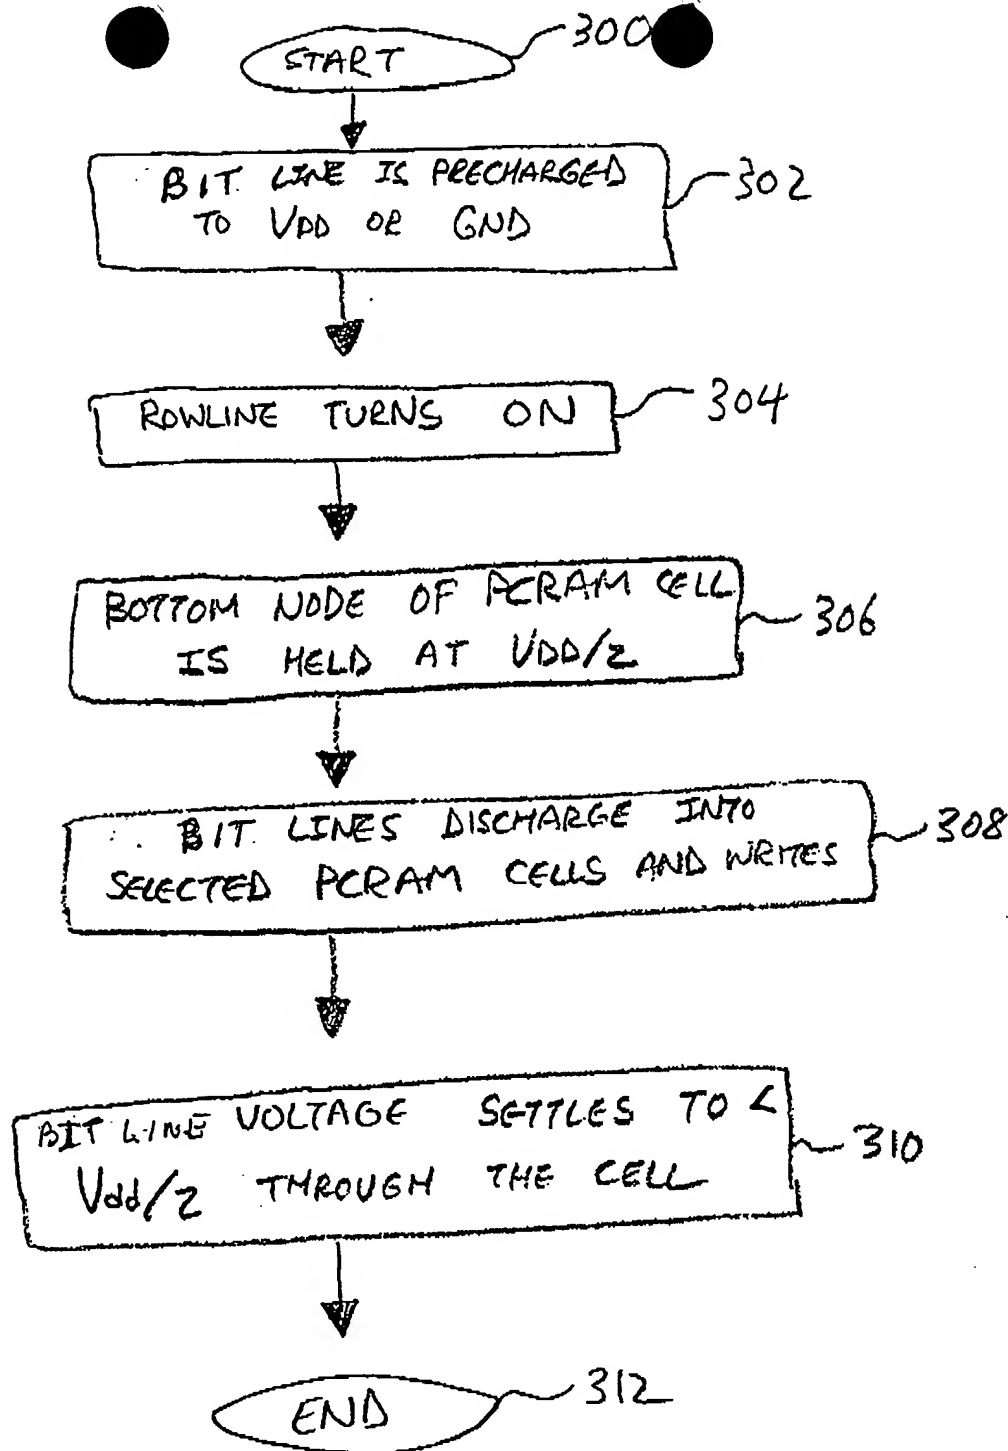 START
300
BIT LINE IS PRECHARGED
TO VDD OR GND
302
ROWLINE TURNS ON
304
BOTTOM NODE OF PCRAM CELL
IS HELD AT VDD/2
306
BIT LINES DISCHARGE INTO
SELECTED PCRAM CELLS AND WRITES
308
BIT LINE VOLTAGE SETTLES TO <
Vdd/2 THROUGH THE CELL
310
END
312